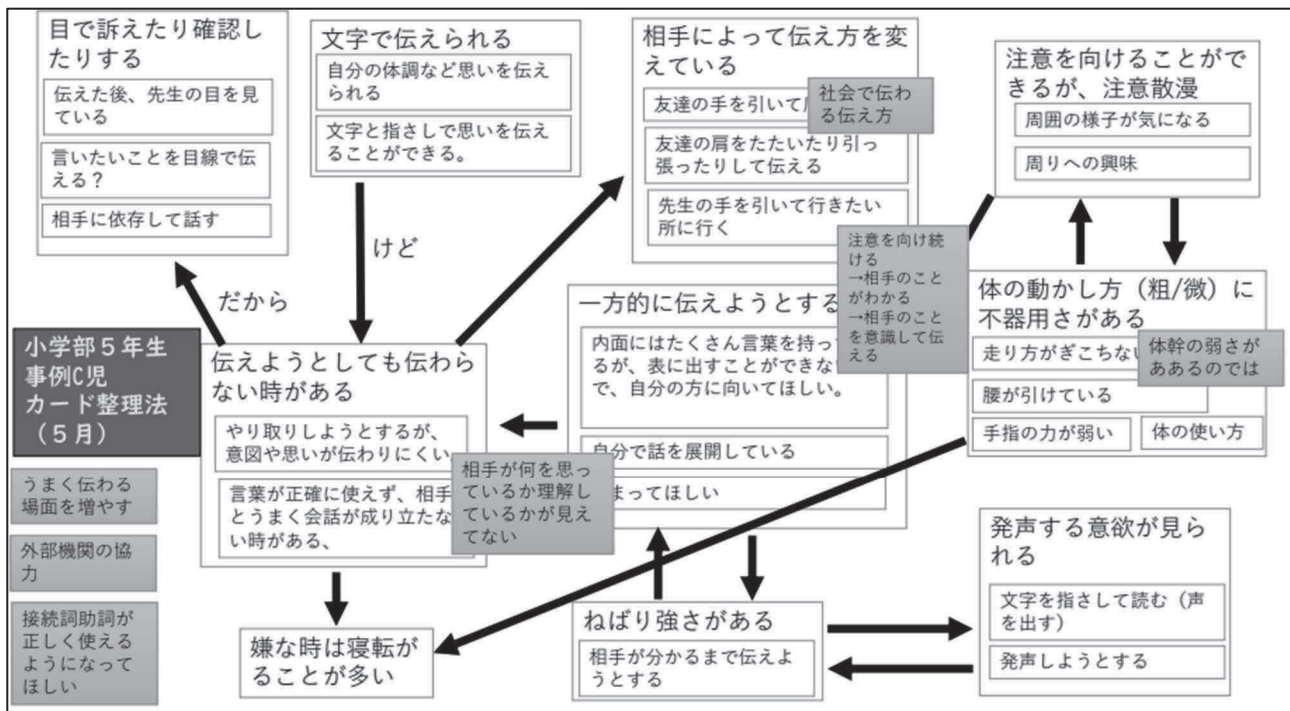 目で訴えたり確認し
たりする
伝えた後、先生の目を見
ている
言いたいことを目線で伝
える？
相手に依存して話す
文字で伝えられる
自分の体調など思いを伝え
られる
文字と指さしで思いを伝え
ることができる。
相手によって伝え方を変
えている
友達の手を引いて
社会で伝わ
る伝え方
友達の肩をたたいたり引っ
張ったりして伝える
先生の手を引いて行きたい
所に行く
注意を向けることがで
きるが、注意散漫
周囲の様子が気になる
周りへの興味
けど
だから
注意を向け続
ける
→相手のこと
がわかる
→相手のこと
を意識して伝
える
小学部５年生
事例C児
カード整理法
（５月）
うまく伝わる
場面を増やす
外部機関の協
力
接続詞助詞が
正しく使える
ようになって
ほしい
伝えようとしても伝わら
ない時がある
やり取りしようとするが、
意図や思いが伝わりにくい
言葉が正確に使えず、相手
とうまく会話が成り立たな
い時がある、
相手が何を思っ
ているか理解し
ているかが見え
てない
一方的に伝えようとする
内面にはたくさん言葉を持っ
るが、表に出すことができな
で、自分の方に向いてほしい。
自分で話を展開している
まってほしい
体の動かし方（粗/微）に
不器用さがある
走り方がぎこちない
体幹の弱さが
ああるのでは
腰が引けている
手指の力が弱い
体の使い方
嫌な時は寝転が
ることが多い
ねばり強さがある
相手が分かるまで伝えよ
うとする
発声する意欲が見ら
れる
文字を指さして読む（声
を出す）
発声しようとする